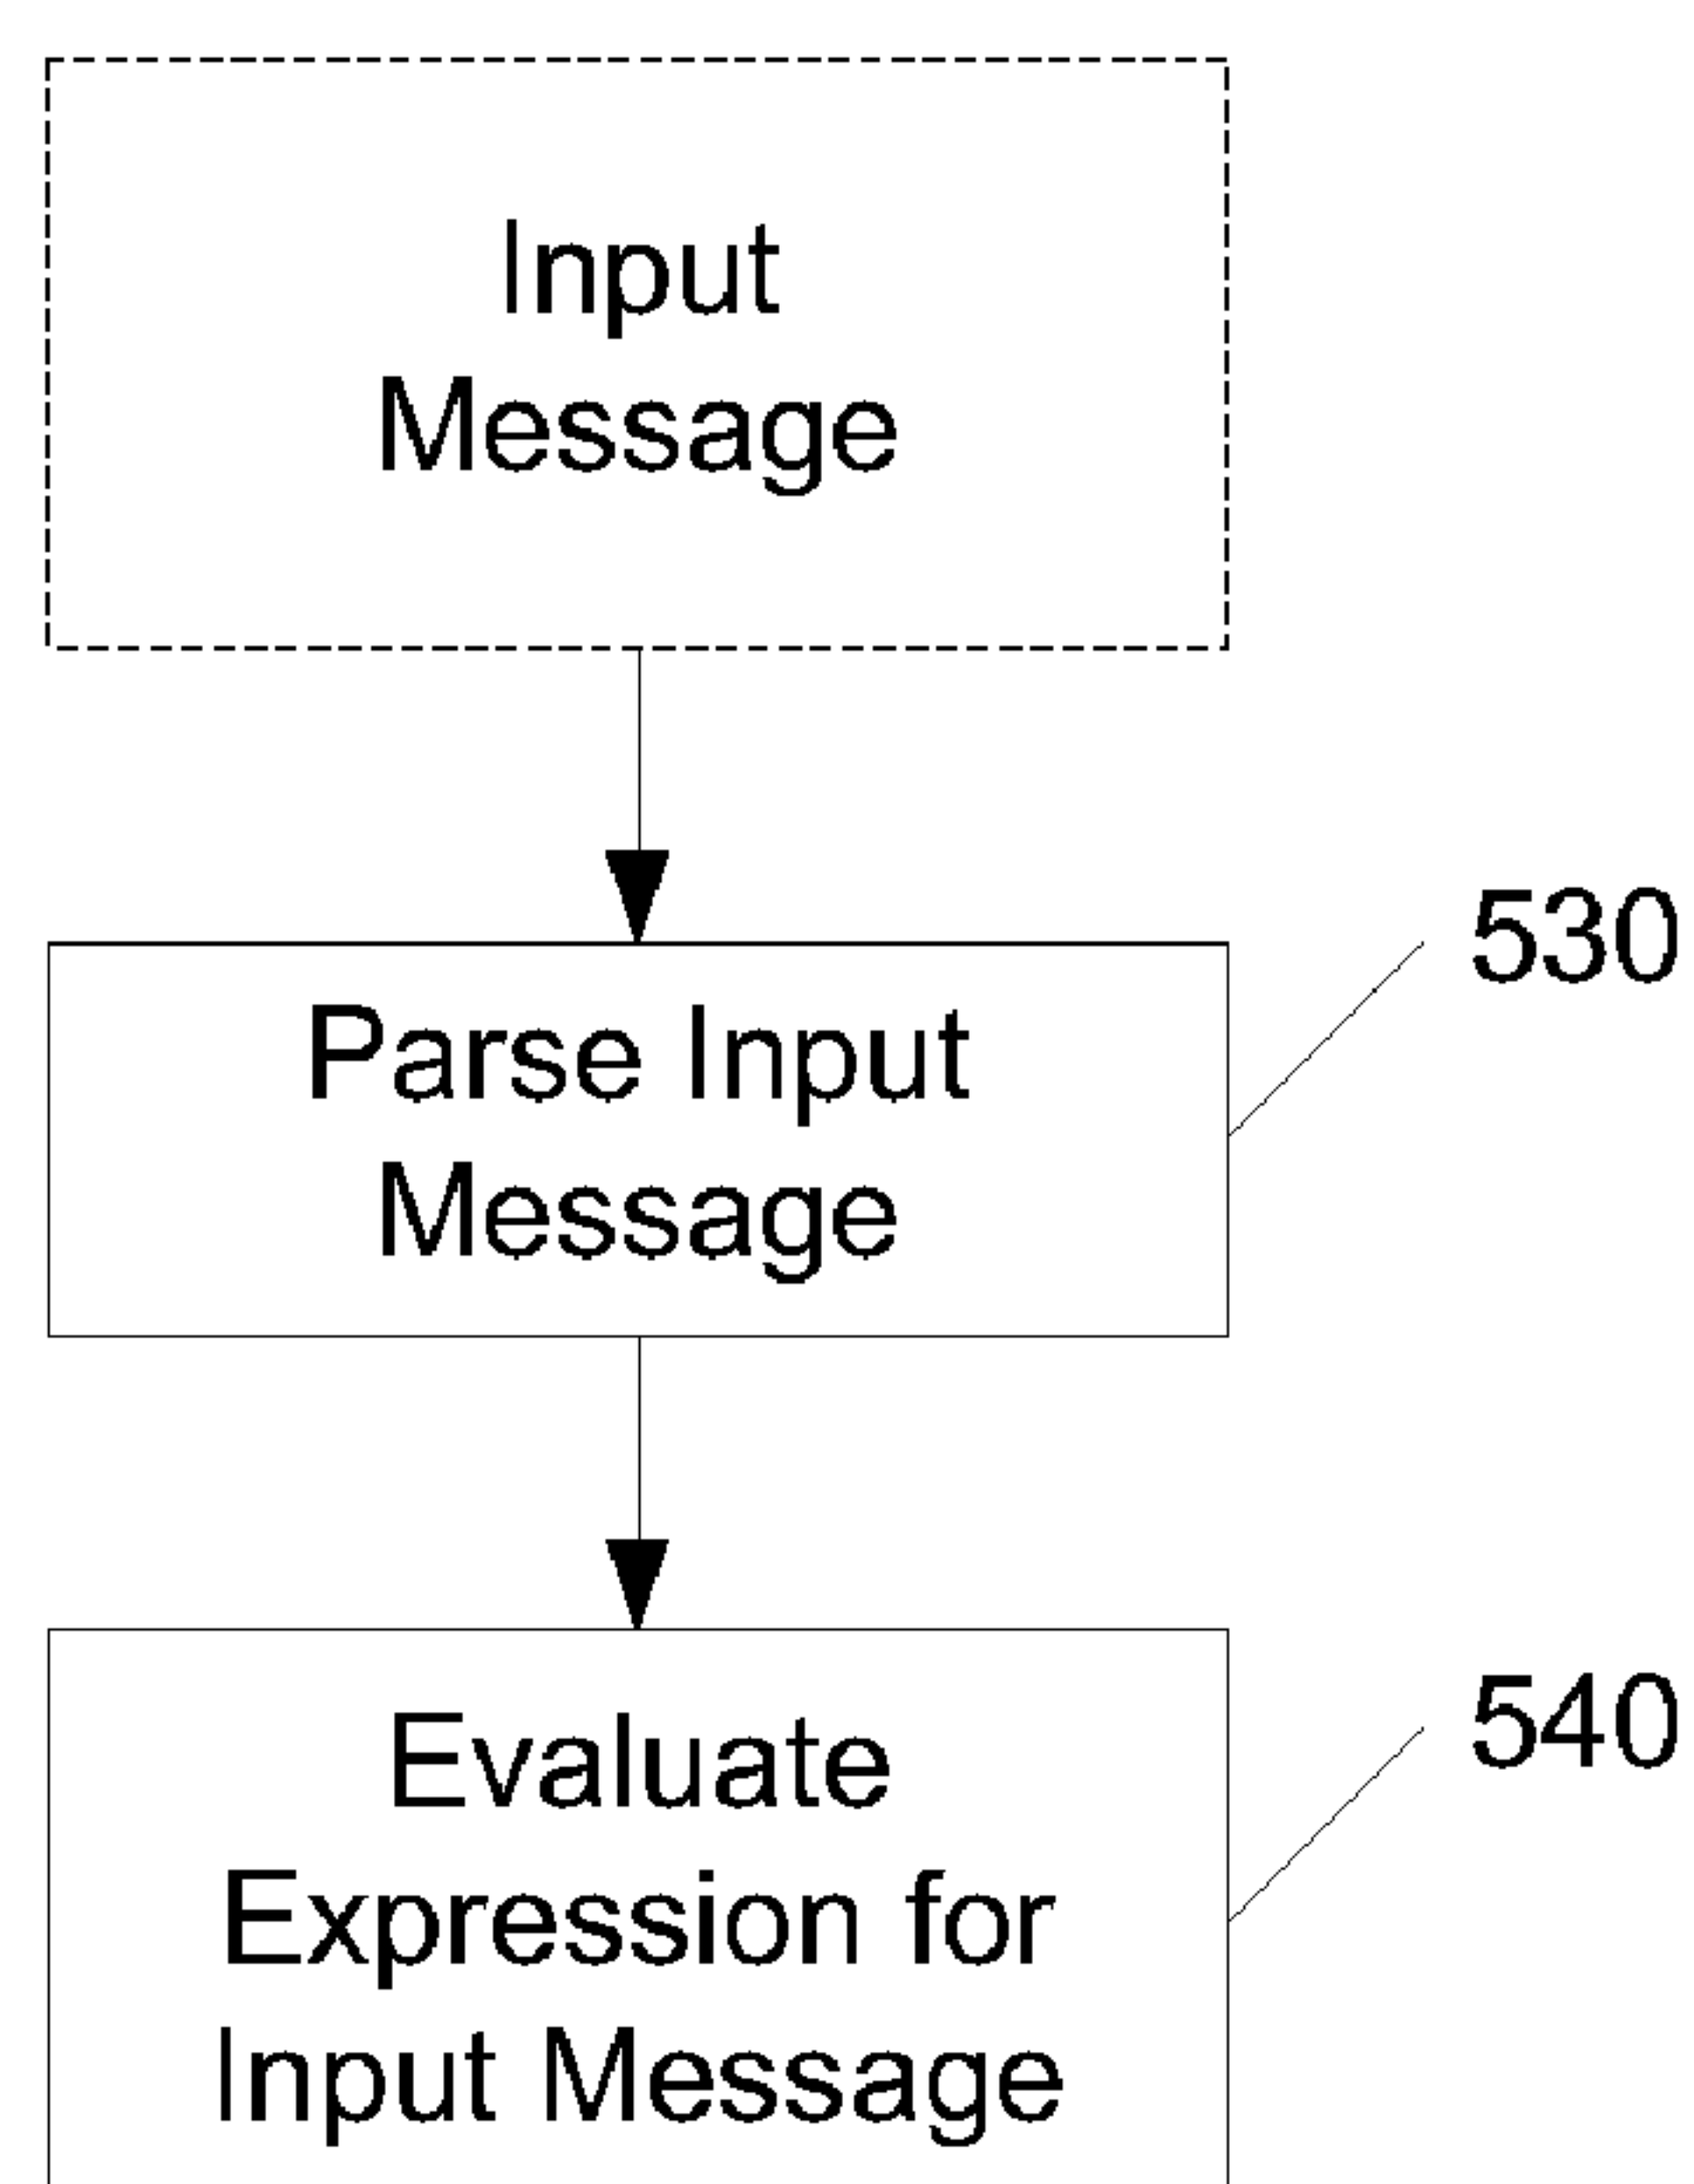 Input
Message
530
Parse Input
Message
540
Evaluate
Expression for
Input Message